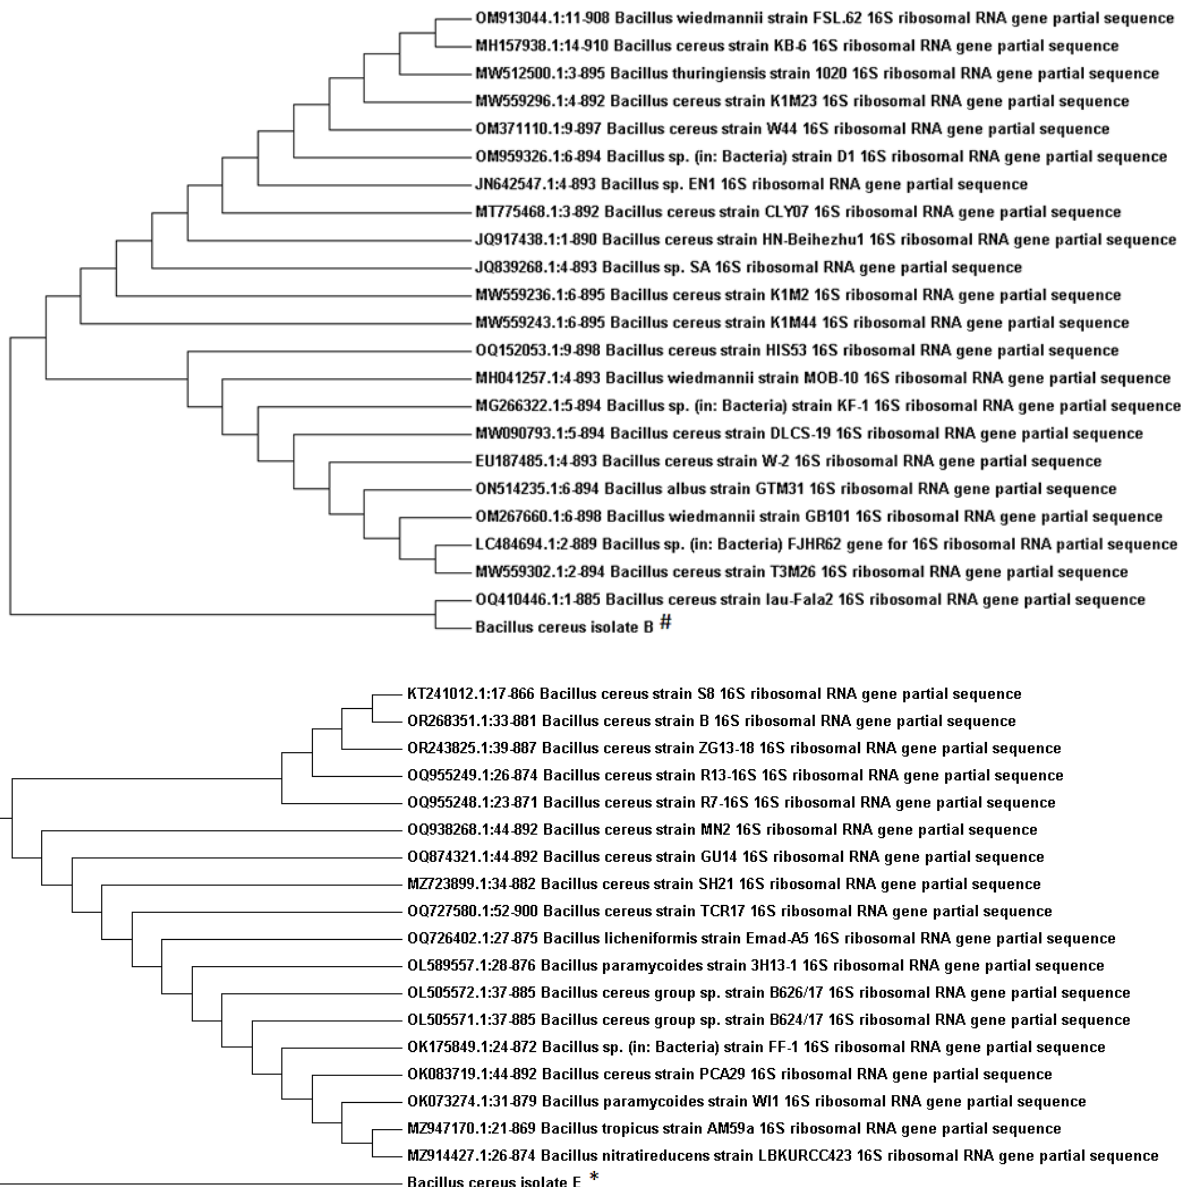 OM913044.1:11-908 Bacillus wiedmannii strain FSL.62 16S ribosomal RNA gene partial sequence
MH157938.1:14-910 Bacillus cereus strain KB-6 16S ribosomal RNA gene partial sequence
MW512500.1:3-895 Bacillus thuringiensis strain 1020 16S ribosomal RNA gene partial sequence
MW559296.1:4-892 Bacillus cereus strain K1M23 16S ribosomal RNA gene partial sequence
OM371110.1:9-897 Bacillus cereus strain W44 16S ribosomal RNA gene partial sequence
OM959326.1:6-894 Bacillus sp. (in: Bacteria) strain D1 16S ribosomal RNA gene partial sequence
JN642547.1:4-893 Bacillus sp. EN1 16S ribosomal RNA gene partial sequence
MT775468.1:3-892 Bacillus cereus strain CLY07 16S ribosomal RNA gene partial sequence
JQ917438.1:1-890 Bacillus cereus strain HN-Beihezhu1 16S ribosomal RNA gene partial sequence
JQ839268.1:4-893 Bacillus sp. SA 16S ribosomal RNA gene partial sequence
MW559236.1:6-895 Bacillus cereus strain K1M2 16S ribosomal RNA gene partial sequence
MW559243.1:6-895 Bacillus cereus strain K1M44 16S ribosomal RNA gene partial sequence
OQ152053.1:9-898 Bacillus cereus strain HIS53 16S ribosomal RNA gene partial sequence
MH041257.1:4-893 Bacillus wiedmannii strain MOB-10 16S ribosomal RNA gene partial sequence
MG266322.1:5-894 Bacillus sp. (in: Bacteria) strain KF-1 16S ribosomal RNA gene partial sequence
MW090793.1:5-894 Bacillus cereus strain DLCS-19 16S ribosomal RNA gene partial sequence
EU187485.1:4-893 Bacillus cereus strain W-2 16S ribosomal RNA gene partial sequence
ON514235.1:6-894 Bacillus albus strain GTM31 16S ribosomal RNA gene partial sequence
OM267660.1:6-898 Bacillus wiedmannii strain GB101 16S ribosomal RNA gene partial sequence
LC484694.1:2-889 Bacillus sp. (in: Bacteria) FJHR62 gene for 16S ribosomal RNA partial sequence
MW559302.1:2-894 Bacillus cereus strain T3M26 16S ribosomal RNA gene partial sequence
OQ410446.1:1-885 Bacillus cereus strain Iau-Fala2 16S ribosomal RNA gene partial sequence
Bacillus cereus isolate B #
KT241012.1:17-866 Bacillus cereus strain S8 16S ribosomal RNA gene partial sequence
OR268351.1:33-881 Bacillus cereus strain B 16S ribosomal RNA gene partial sequence
OR243825.1:39-887 Bacillus cereus strain ZG13-18 16S ribosomal RNA gene partial sequence
OQ955249.1:26-874 Bacillus cereus strain R13-16S 16S ribosomal RNA gene partial sequence
OQ955248.1:23-871 Bacillus cereus strain R7-16S 16S ribosomal RNA gene partial sequence
OQ938268.1:44-892 Bacillus cereus strain MN2 16S ribosomal RNA gene partial sequence
OQ874321.1:44-892 Bacillus cereus strain GU14 16S ribosomal RNA gene partial sequence
MZ723899.1:34-882 Bacillus cereus strain SH21 16S ribosomal RNA gene partial sequence
OQ727580.1:52-900 Bacillus cereus strain TCR17 16S ribosomal RNA gene partial sequence
OQ726402.1:27-875 Bacillus licheniformis strain Emad-A5 16S ribosomal RNA gene partial sequence
OL589557.1:28-876 Bacillus paramycoides strain 3H13-1 16S ribosomal RNA gene partial sequence
OL505572.1:37-885 Bacillus cereus group sp. strain B626/17 16S ribosomal RNA gene partial sequence
OL505571.1:37-885 Bacillus cereus group sp. strain B624/17 16S ribosomal RNA gene partial sequence
OK175849.1:24-872 Bacillus sp. (in: Bacteria) strain FF-1 16S ribosomal RNA gene partial sequence
OK083719.1:44-892 Bacillus cereus strain PCA29 16S ribosomal RNA gene partial sequence
OK073274.1:31-879 Bacillus paramycoides strain WI1 16S ribosomal RNA gene partial sequence
MZ947170.1:21-869 Bacillus tropicus strain AM59a 16S ribosomal RNA gene partial sequence
MZ914427.1:26-874 Bacillus nitratireducens strain LBKURCC423 16S ribosomal RNA gene partial sequence
Bacillus cereus isolate E *